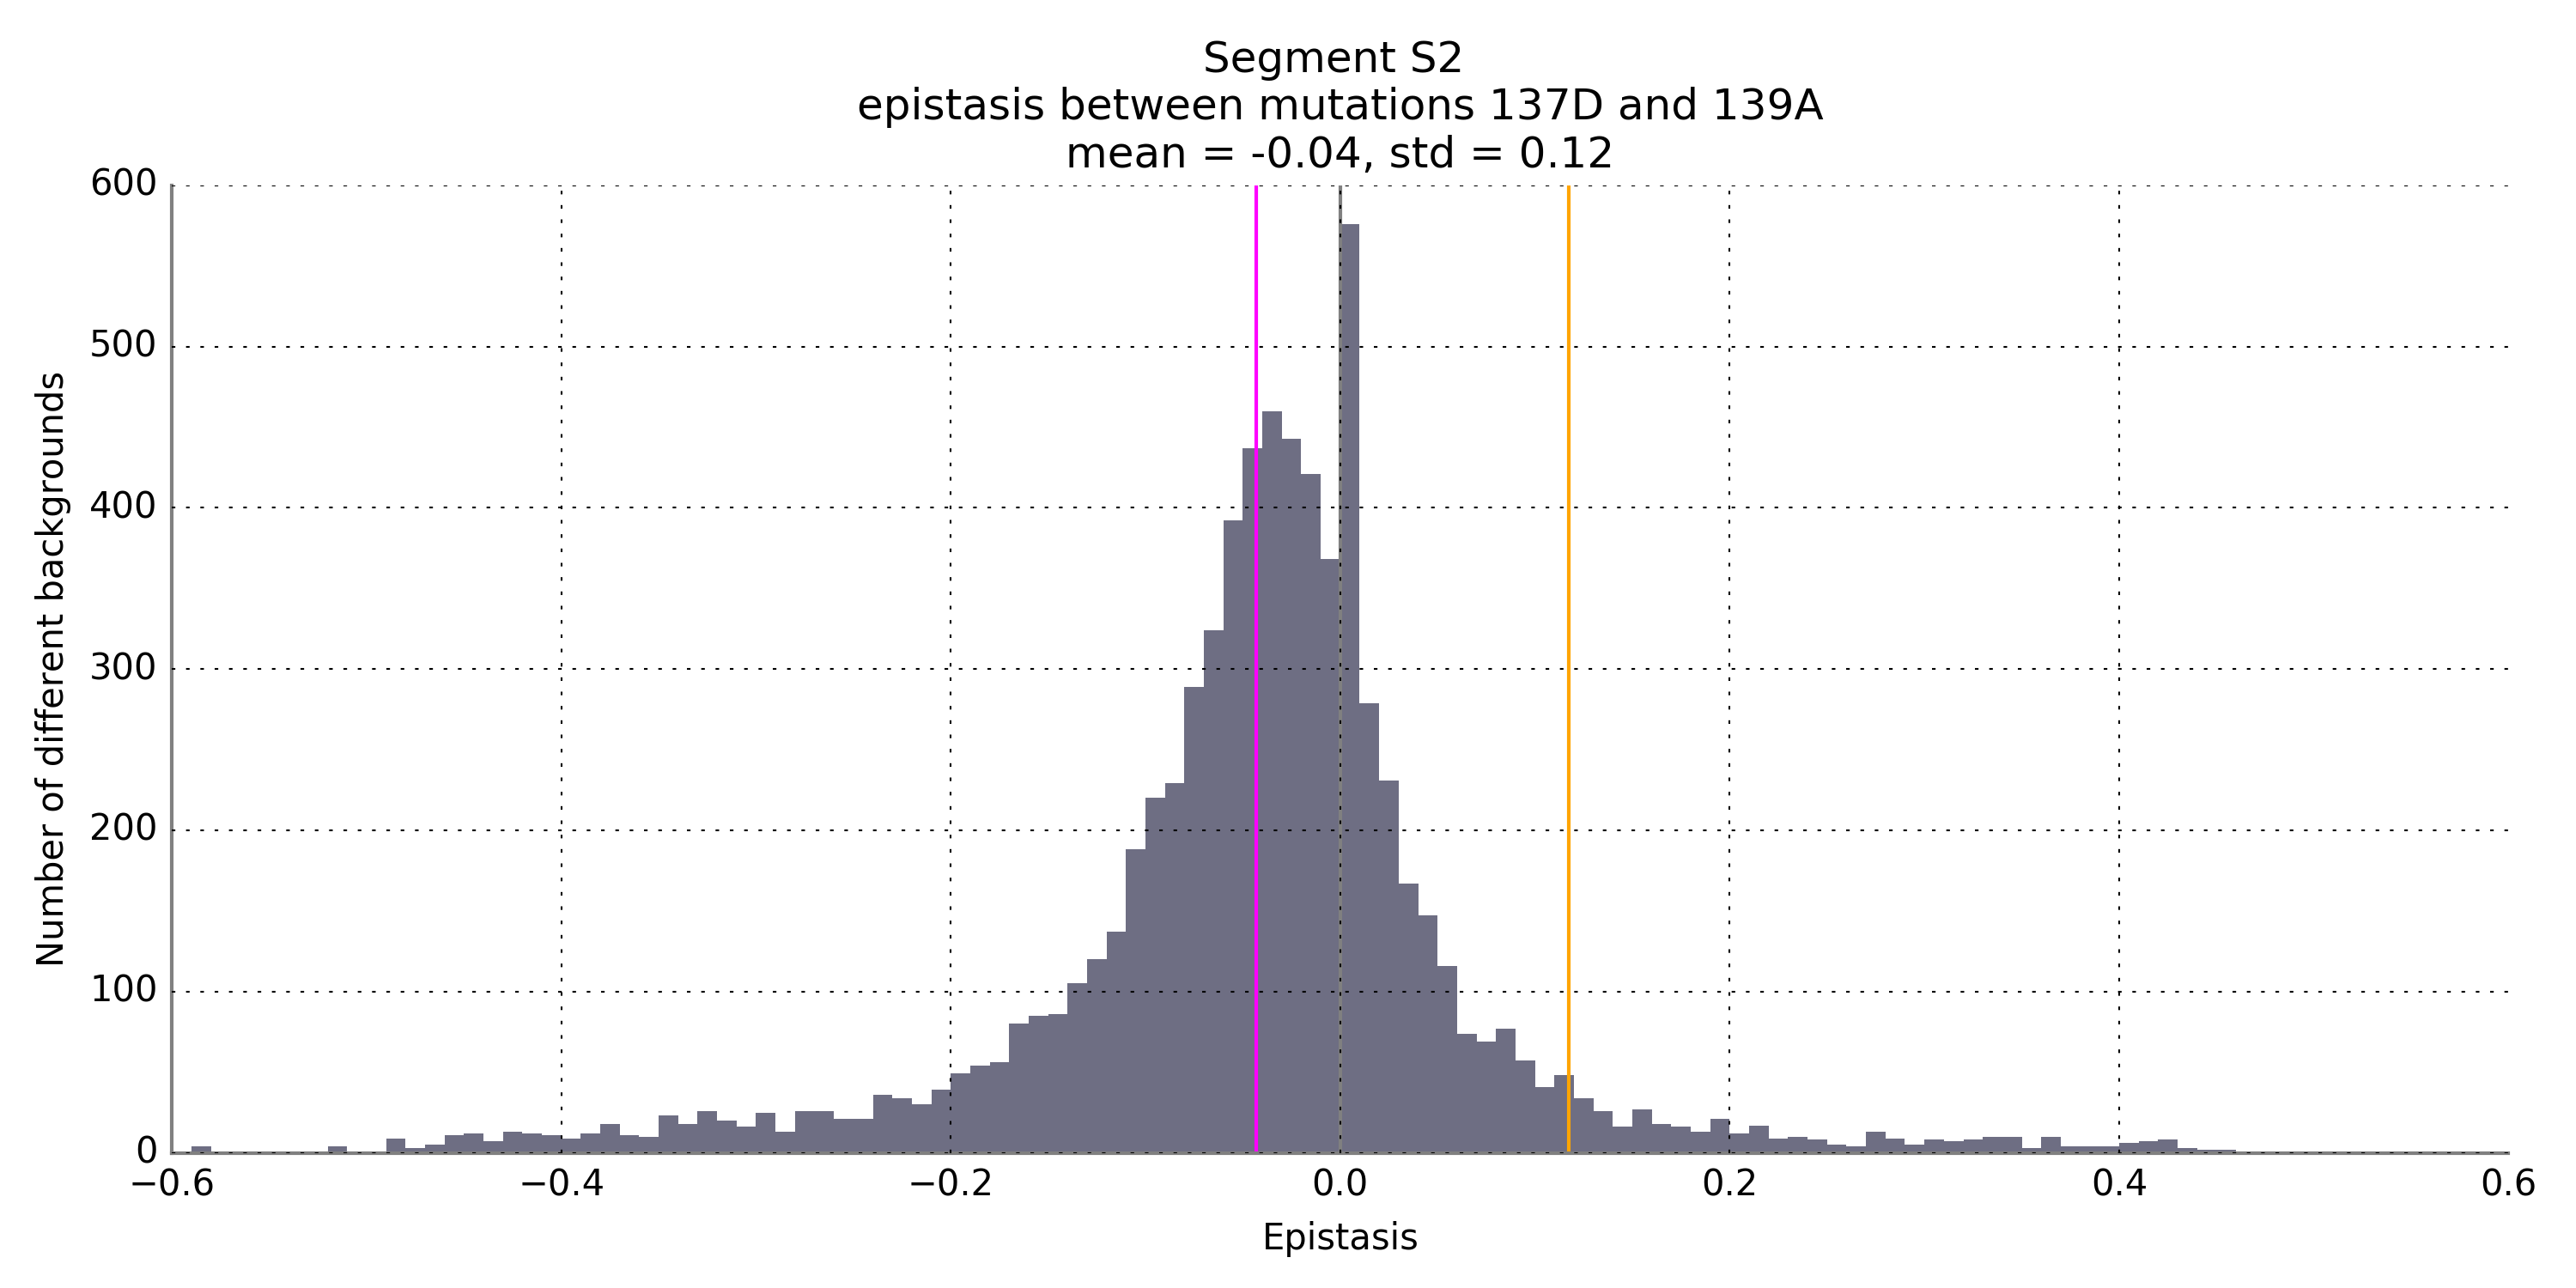 Segment S2
epistasis between mutations 137D and 139A
mean = -0.04, std = 0.12
600
500
400
300
200
100
0
Number of different backgrounds
−0.6
−0.4
−0.2
0.0
0.2
0.4
0.6
Epistasis